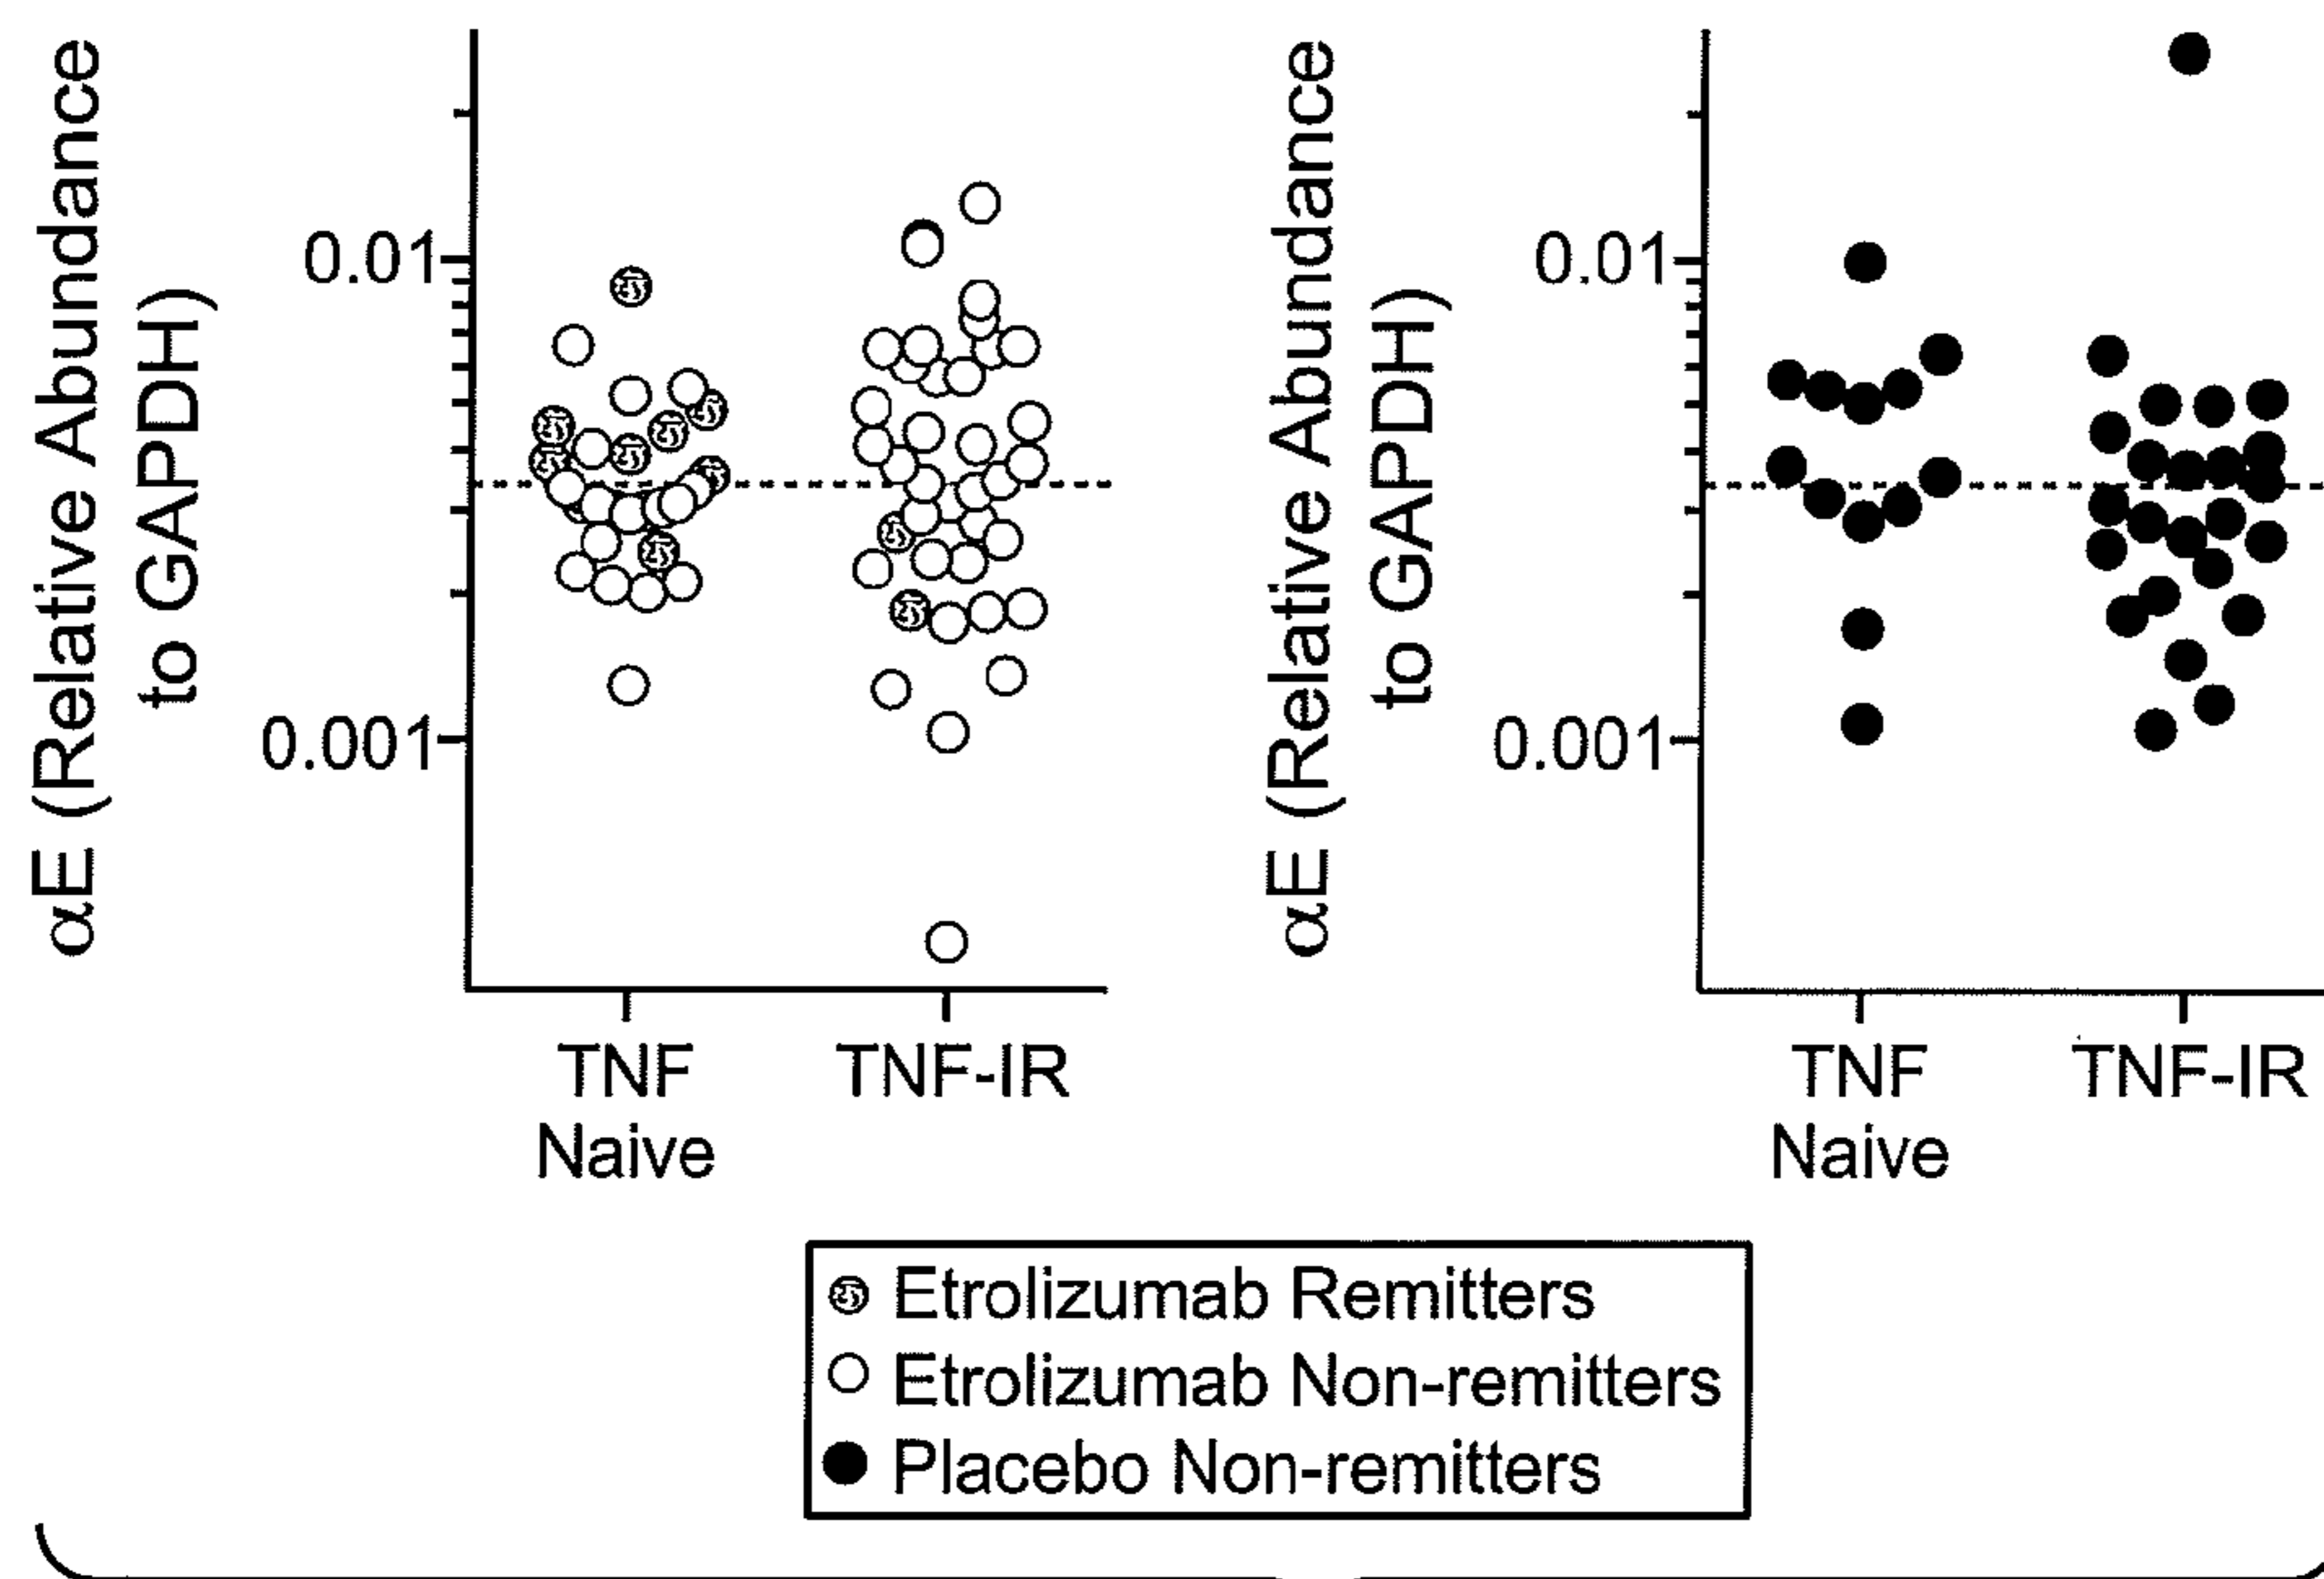 αE (Relative Abundance
to GAPDH)
0.01
0.001
TNF
Naive
TNF-IR
αE (Relative Abundance
to GAPDH)
0.01
0.001
TNF
Naive
TNF-IR
Etrolizumab Remitters
Etrolizumab Non-remitters
Placebo Non-remitters